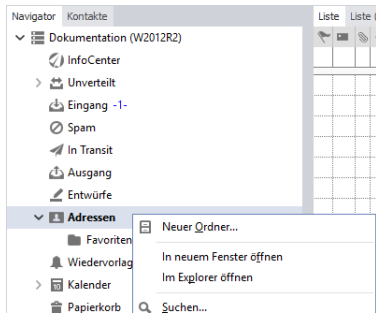 Navigator Kontakte
Liste Liste
Dokumentation (W2012R2)
InfoCenter
Unverteilt
Eingang -1-
Spam
In Transit
Ausgang
Entwürfe
Adressen
Neuer Ordner...
Favoriten
In neuem Fenster öffnen
Wiedervorlag
Im Explorer öffnen
Kalender
Papierkorb
Suchen...